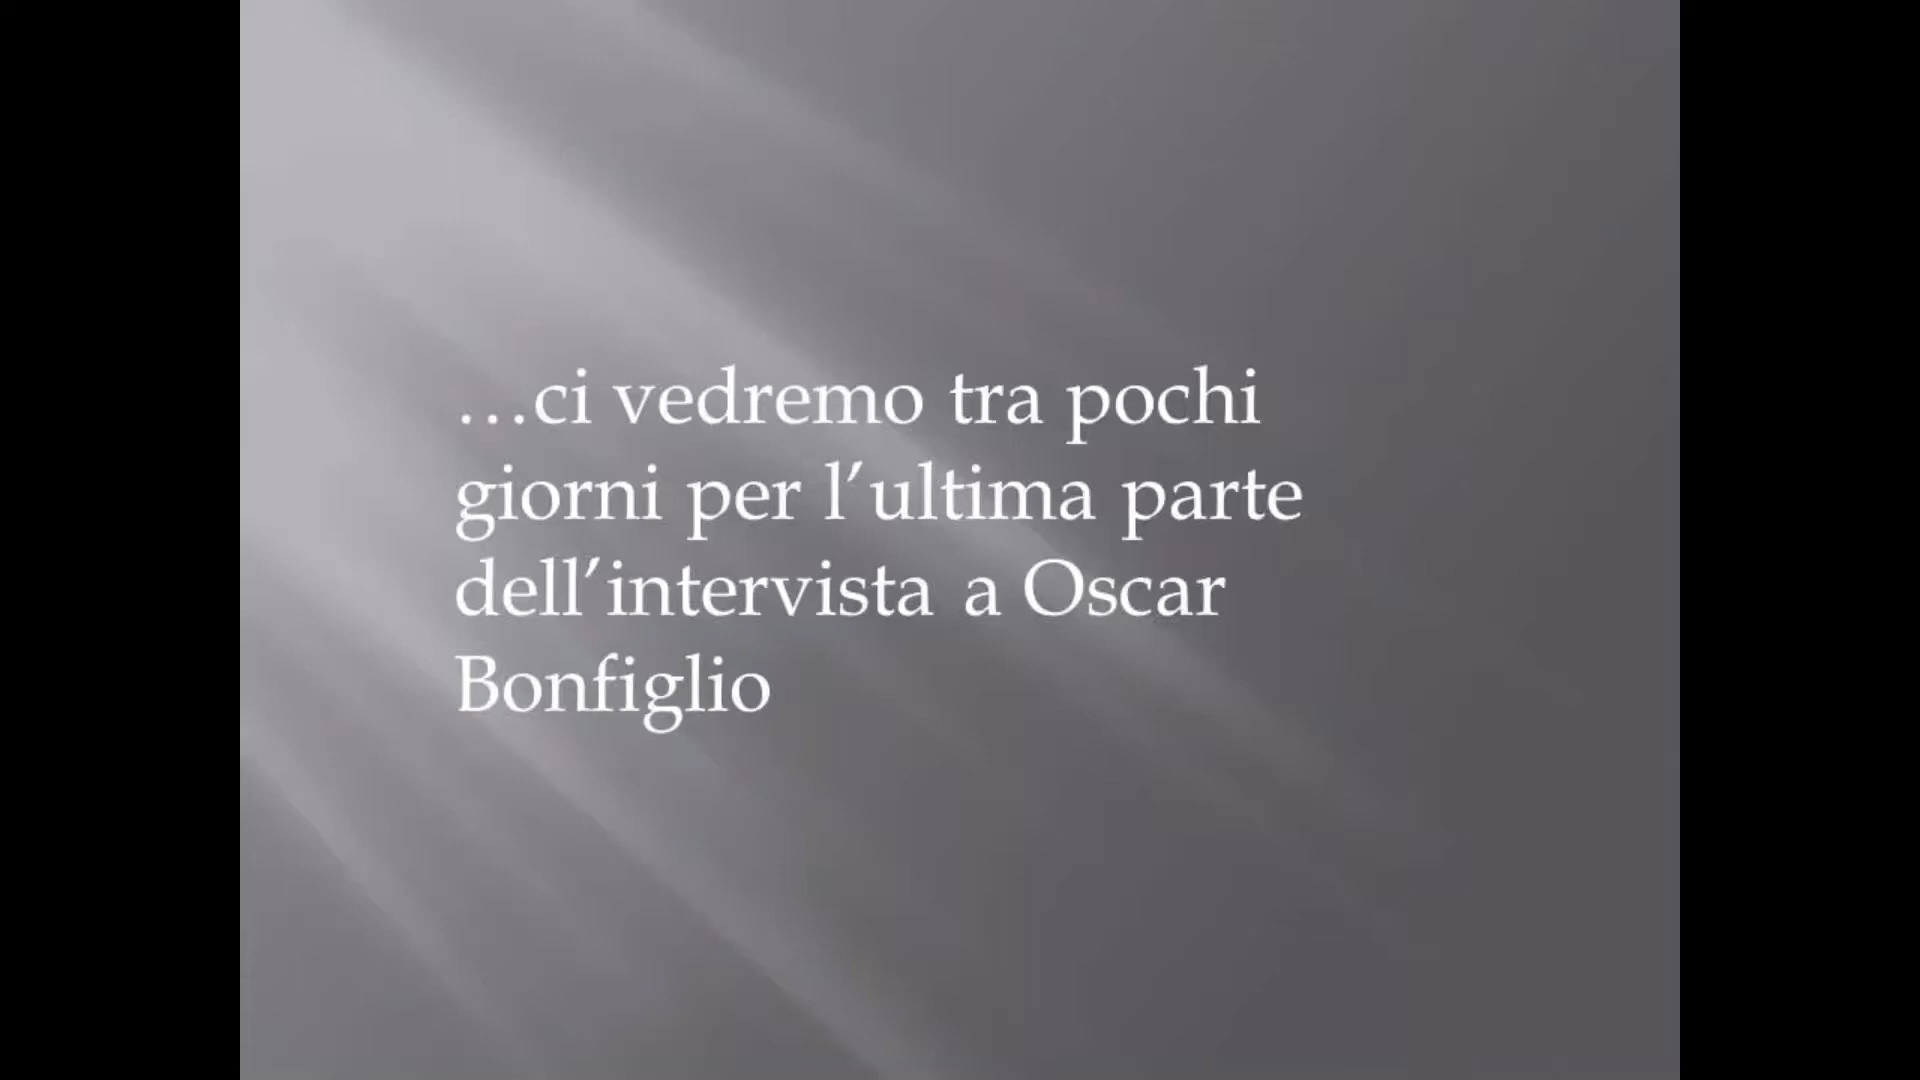 …ci vedremo tra pochi
giorni per l’ultima parte
dell’intervista a Oscar
Bonfiglio